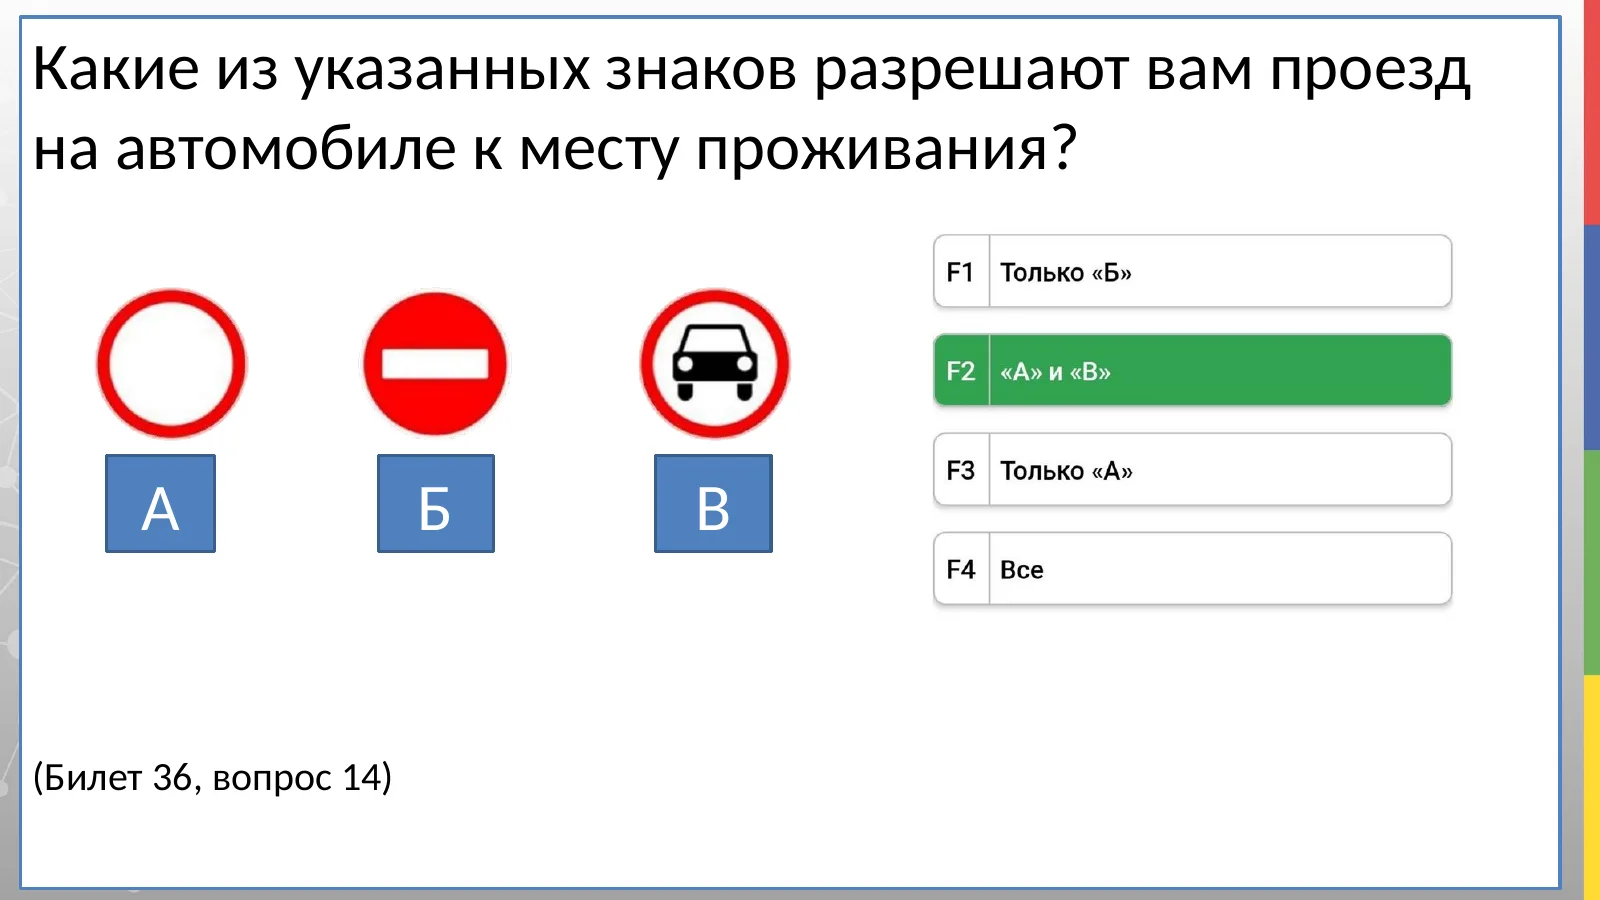 Какие из указанных знаков разрешают вам проезд
на автомобиле к месту проживания?
F1 Только «Б»
F2 «А» и «В»
F3 Только «А»
F4 Все
А
Б
В
(Билет 36, вопрос 14)